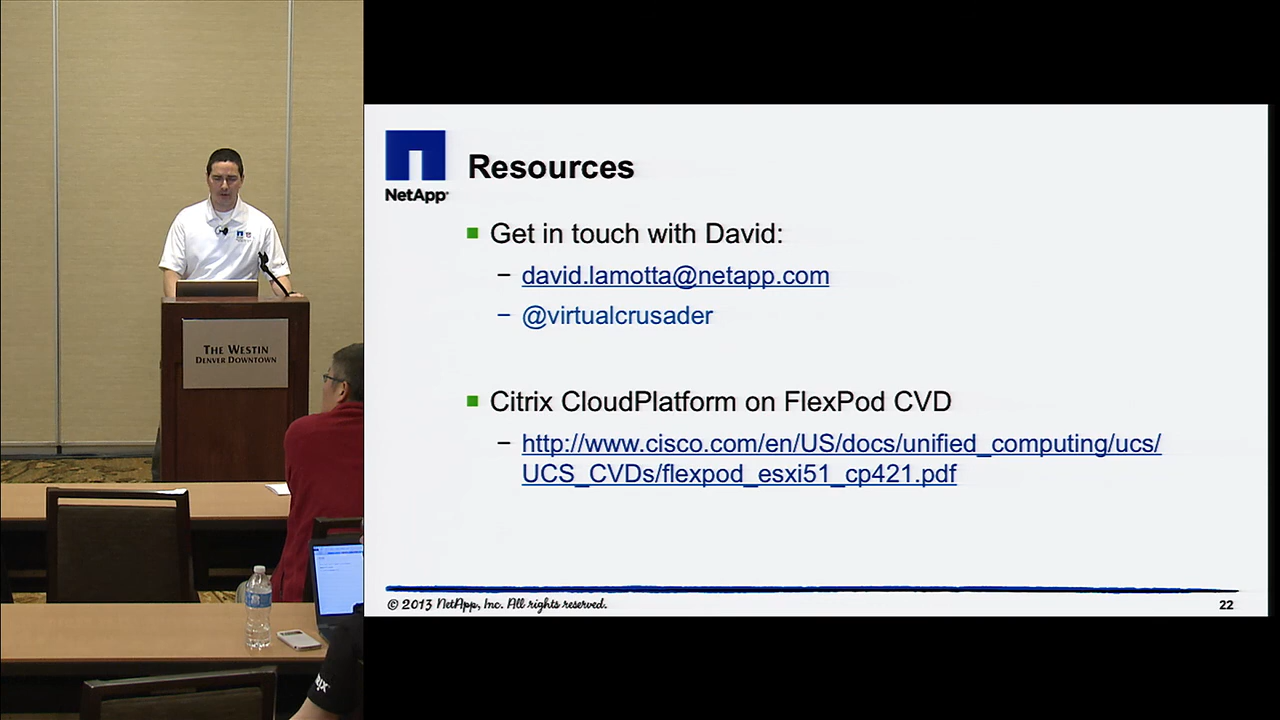 THE WESTIN
DENVER DOWNTOWN
NetApp
Resources
Get in touch with David:
– david.lamotta@netapp.com
– @virtualcrusader
Citrix CloudPlatform on FlexPod CVD
– http://www.cisco.com/en/US/docs/unified_computing/ucs/
UCS_CVDs/flexpod_esxi51_cp421.pdf
© 2013 NetApp, Inc. All rights reserved.
22